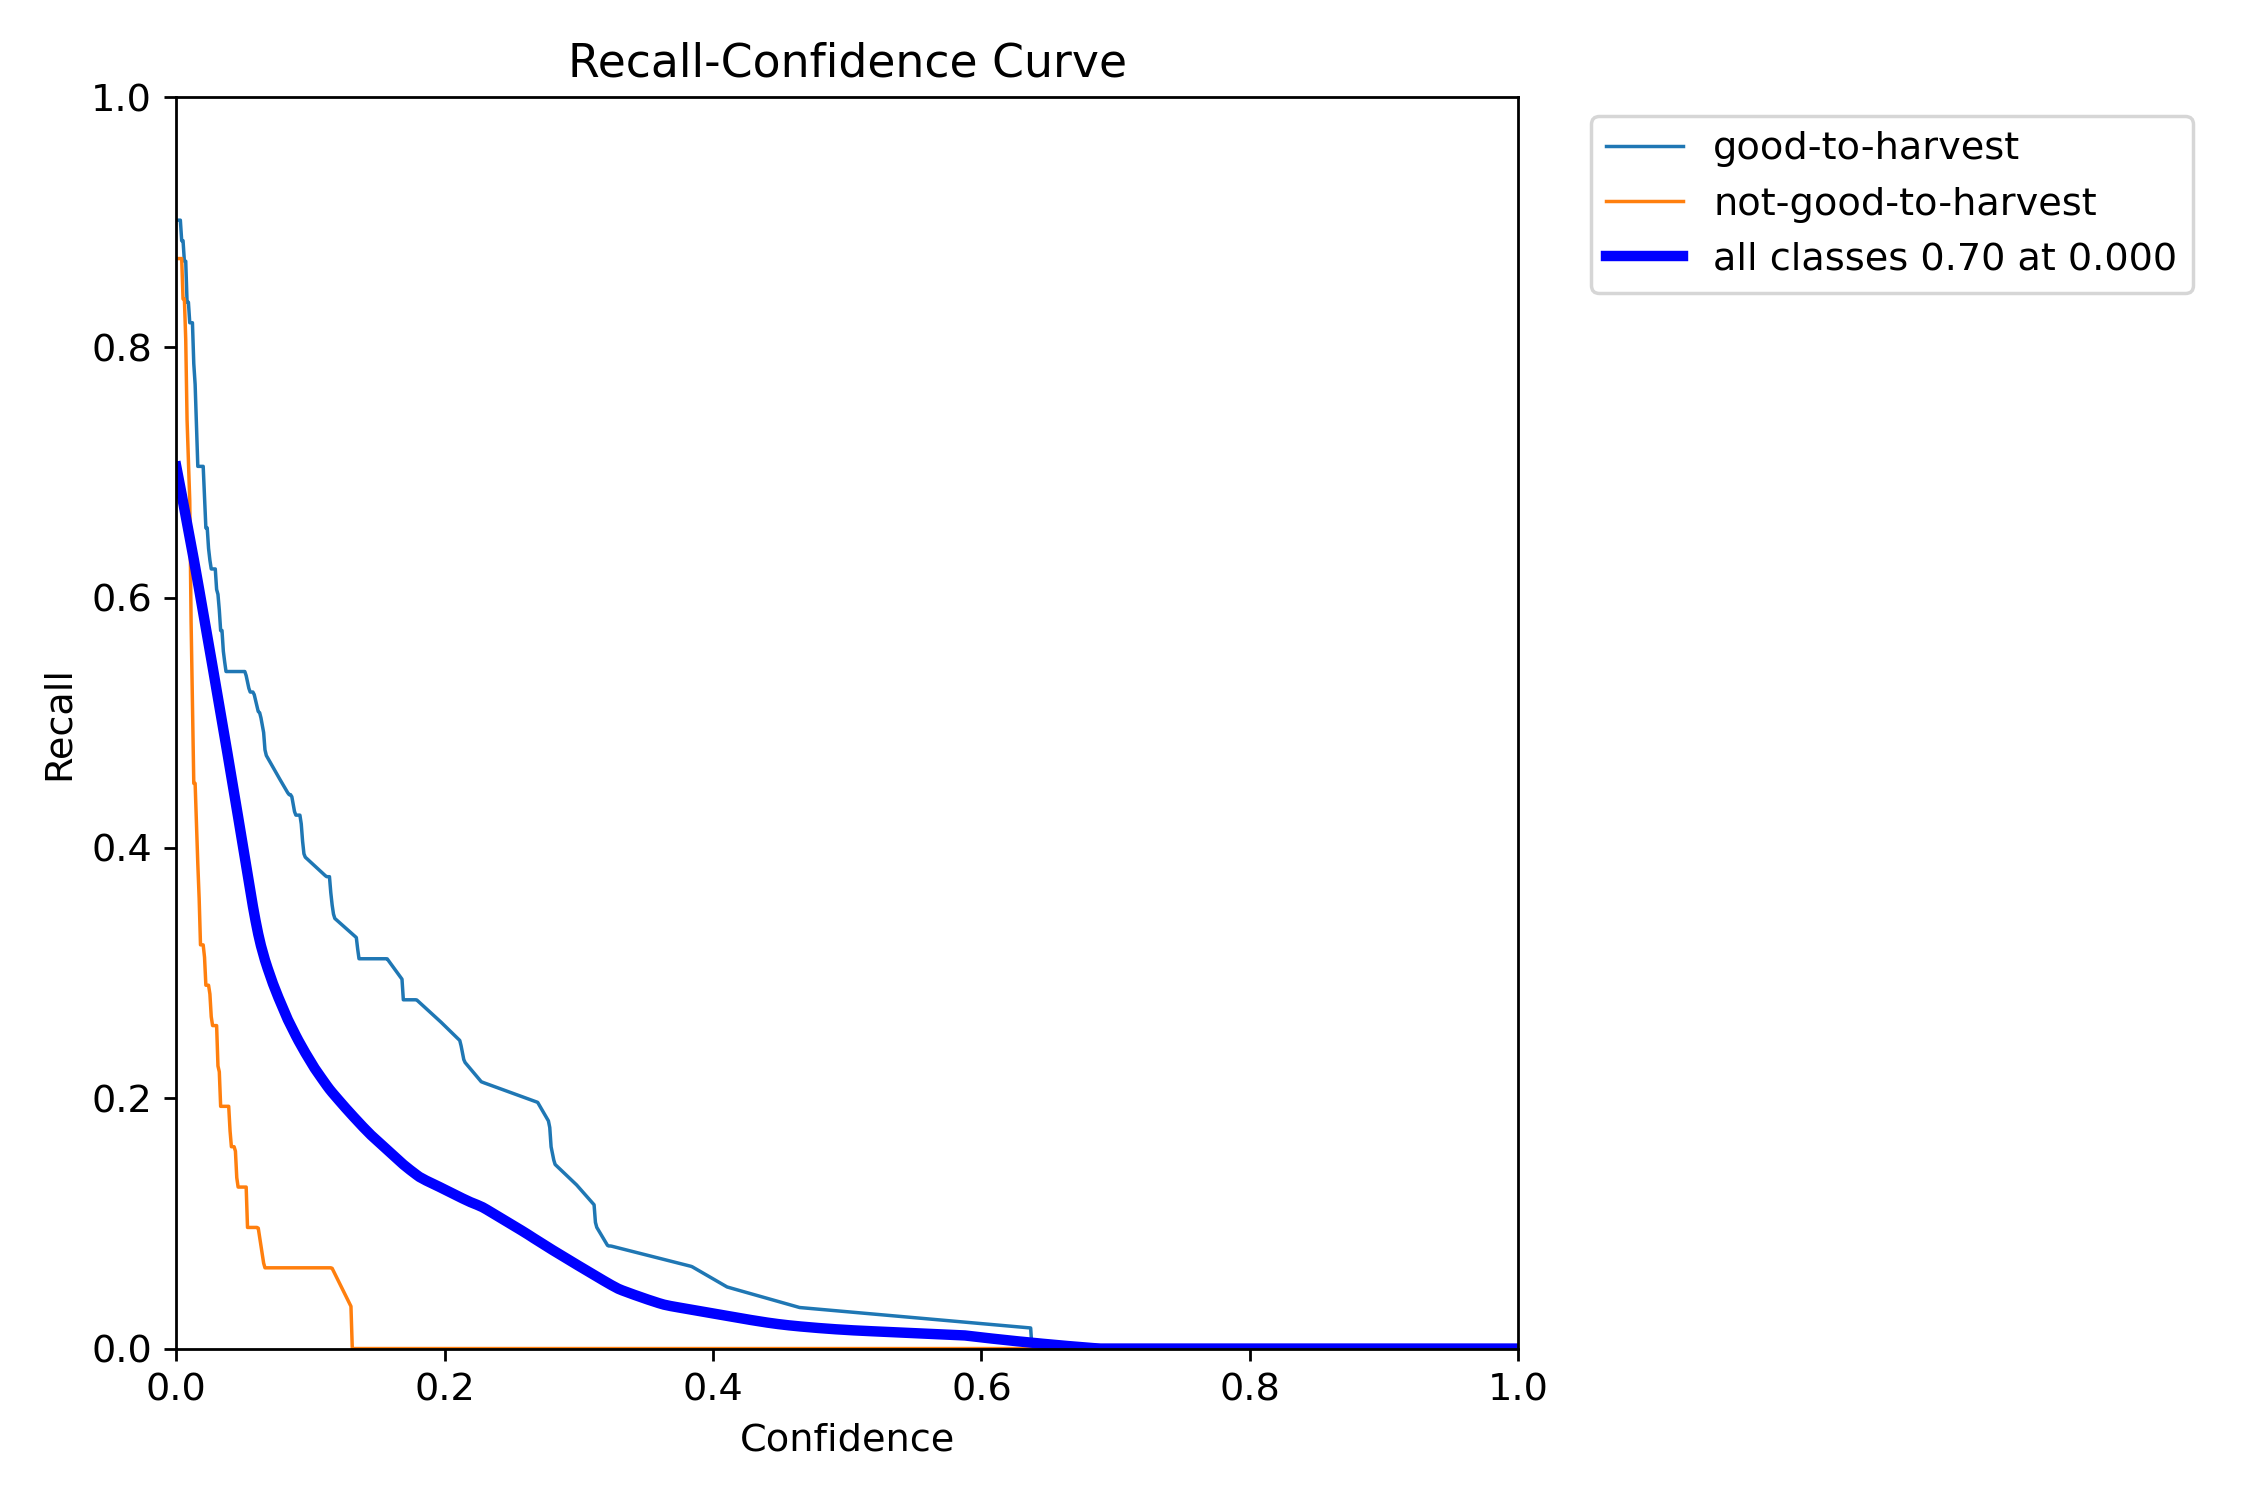 Recall-Confidence Curve
1.0
0.8
0.6
0.4
0.2
0.0
Recall
0.0 0.2 0.4 0.6 0.8 1.0
Confidence
good-to-harvest
not-good-to-harvest
all classes 0.70 at 0.000